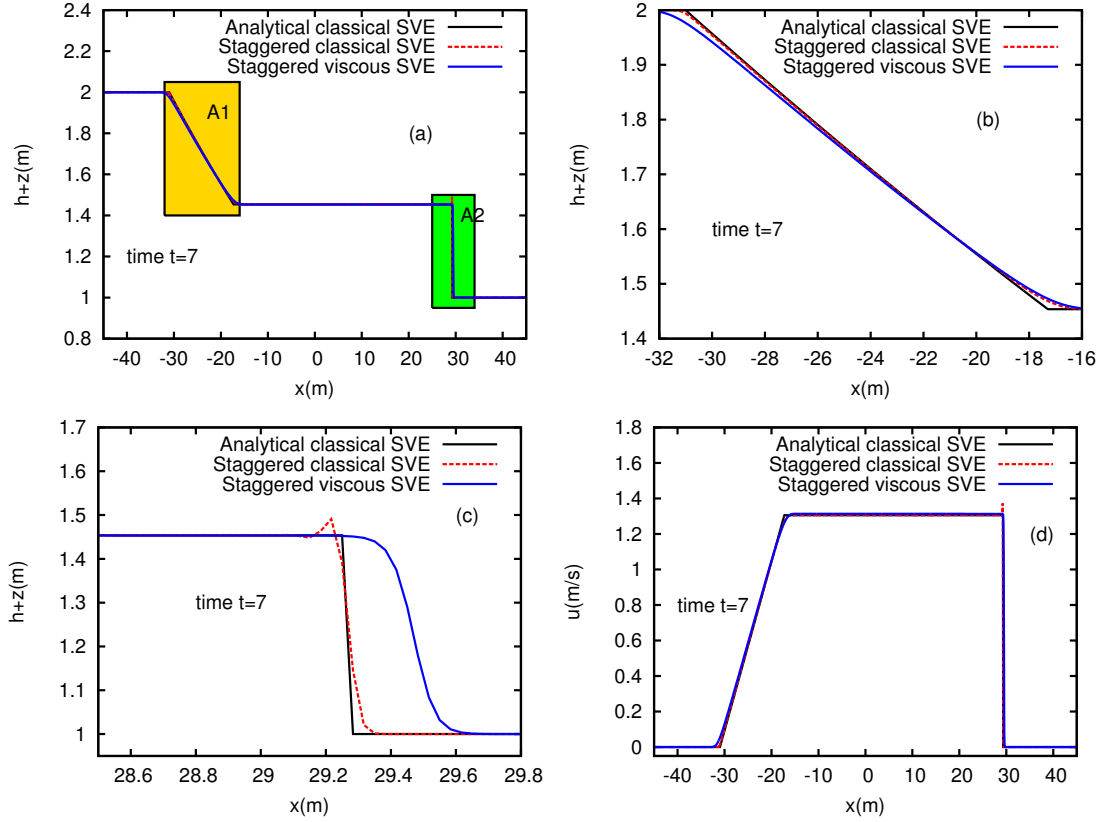 2.4
2.2
2
1.8
1.6
1.4
1.2
1
0.8
h+z(m)
-40 -30 -20 -10 0 10 20 30 40
x(m)
Analytical classical SVE
Staggered classical SVE
Staggered viscous SVE
A1
(a)
A2
time t=7
2
1.9
1.8
1.7
1.6
1.5
1.4
h+z(m)
-32 -30 -28 -26 -24 -22 -20 -18 -16
x(m)
Analytical classical SVE
Staggered classical SVE
Staggered viscous SVE
(b)
time t=7
1.7
1.6
1.5
1.4
1.3
1.2
1.1
1
h+z(m)
28.6 28.8 29 29.2 29.4 29.6 29.8
x(m)
Analytical classical SVE
Staggered classical SVE
Staggered viscous SVE
(c)
time t=7
1.8
1.6
1.4
1.2
1
0.8
0.6
0.4
0.2
0
u(m/s)
-40 -30 -20 -10 0 10 20 30 40
x(m)
Analytical classical SVE
Staggered classical SVE
Staggered viscous SVE
(d)
time t=7